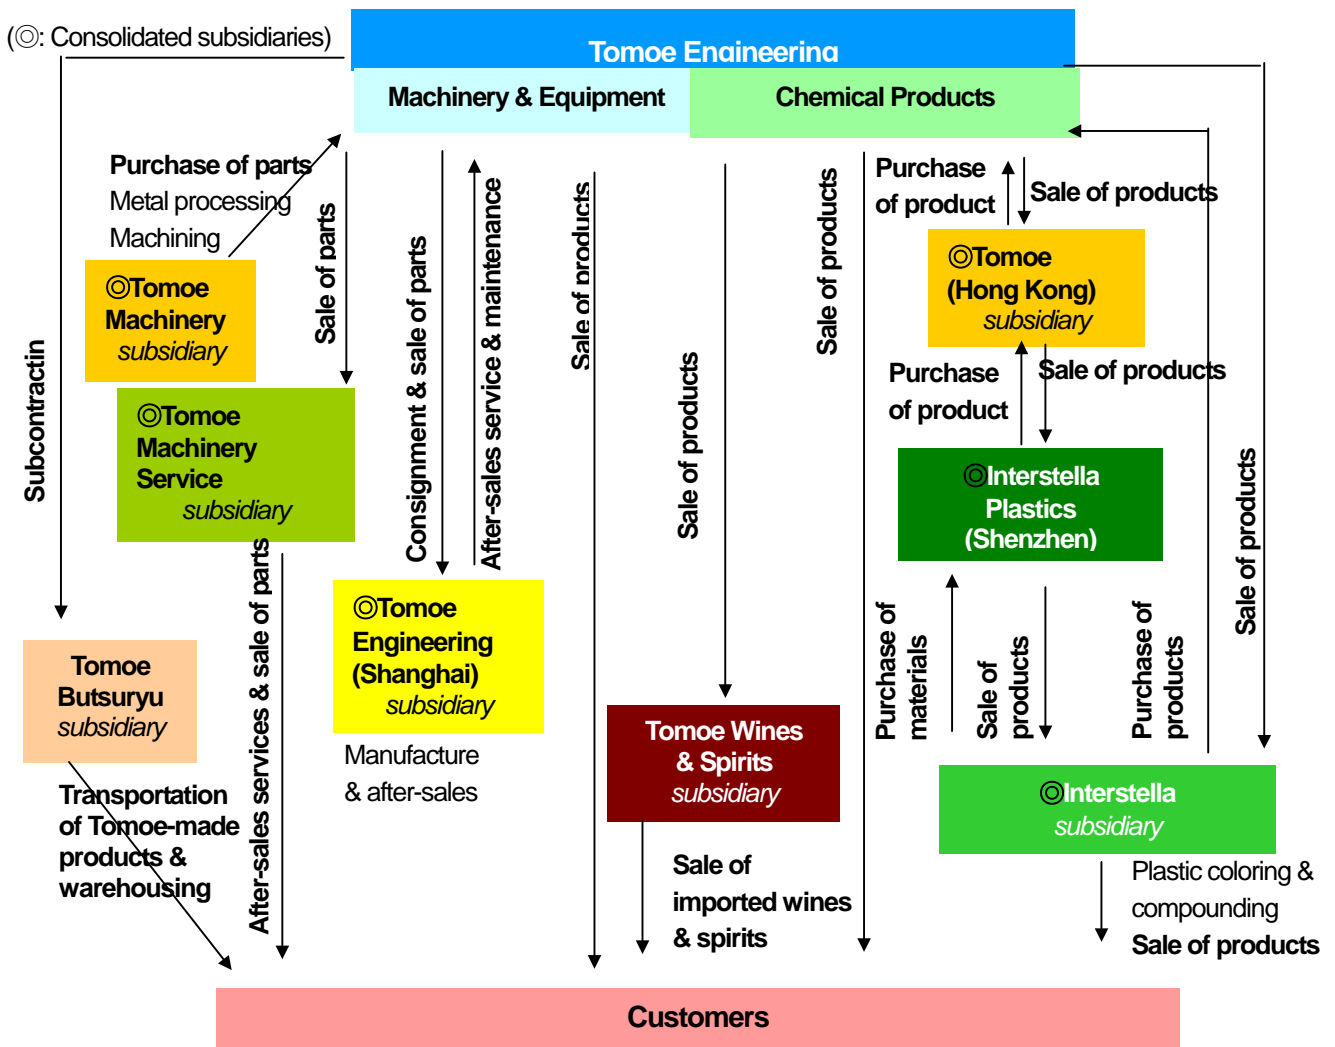 (◎: Consolidated subsidiaries)
Tomoe Engineering
Machinery & Equipment
Chemical Products
Purchase of parts
Metal processing
Machining
Sale of parts
Consignment & sale of parts
After-sales service & maintenance
Sale of products
Sale of products
Sale of products
Purchase
of product
Sale of products
◎Tomoe
Machinery
subsidiary
◎Tomoe
(Hong Kong)
subsidiary
Purchase
of product
Sale of products
Subcontractin
◎Tomoe
Machinery
Service
subsidiary
◎Interstella
Plastics
(Shenzhen)
Sale of products
After-sales services & sale of parts
◎Tomoe
Engineering
(Shanghai)
subsidiary
Manufacture
& after-sales
Purchase of
materials
Sale of
products
Purchase of
products
Tomoe
Butsuryu
subsidiary
Transportation
of Tomoe-made
products &
warehousing
Tomoe Wines
& Spirits
subsidiary
Sale of
imported wines
& spirits
◎Interstella
subsidiary
Plastic coloring &
compounding
Sale of products
Customers